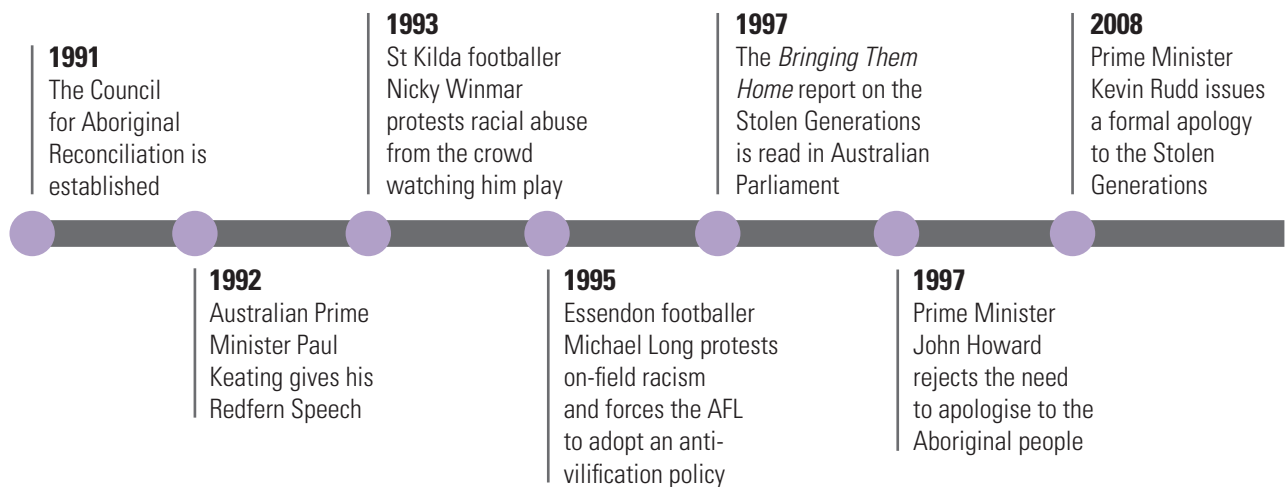 1991
The Council
for Aboriginal
Reconciliation is
established
1992
Australian Prime
Minister Paul
Keating gives his
Redfern Speech
1993
St Kilda footballer
Nicky Winmar
protests racial abuse
from the crowd
watching him play
1995
Essendon footballer
Michael Long protests
on-field racism
and forces the AFL
to adopt an anti-
vilification policy
1997
The Bringing Them
Home report on the
Stolen Generations
is read in Australian
Parliament
1997
Prime Minister
John Howard
rejects the need
to apologise to the
Aboriginal people
2008
Prime Minister
Kevin Rudd issues
a formal apology
to the Stolen
Generations